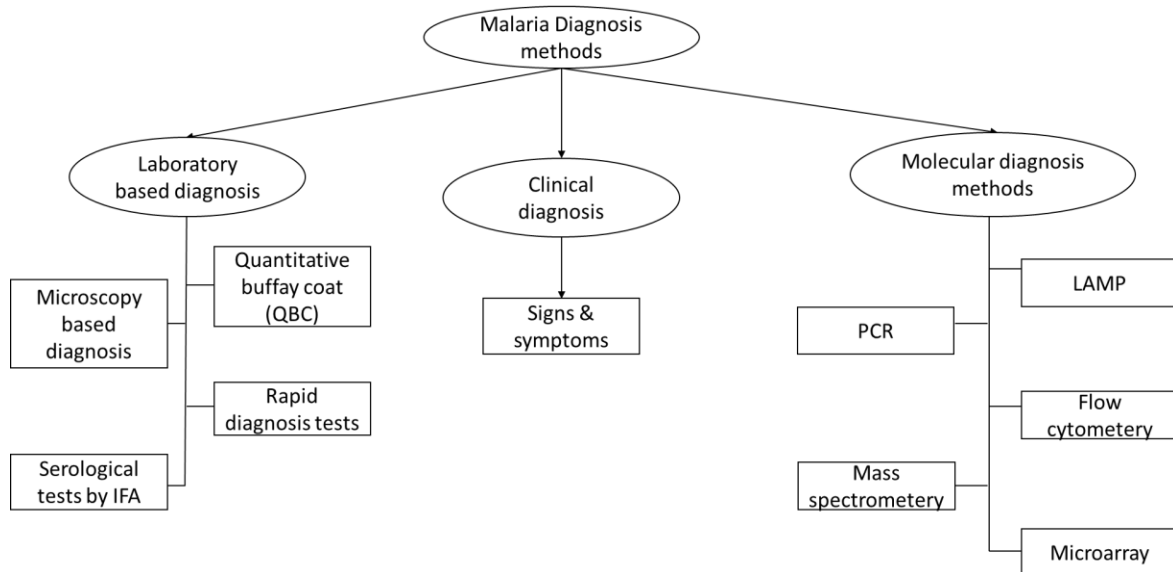 Malaria Diagnosis
methods
Laboratory
based diagnosis
Clinical
diagnosis
Molecular diagnosis
methods
Quantitative
buffay coat
(QBC)
Microscopy
based
diagnosis
Rapid
diagnosis tests
Serological
tests by IFA
Signs &
symptoms
LAMP
PCR
Flow
cytometery
Mass
spectrometery
Microarray